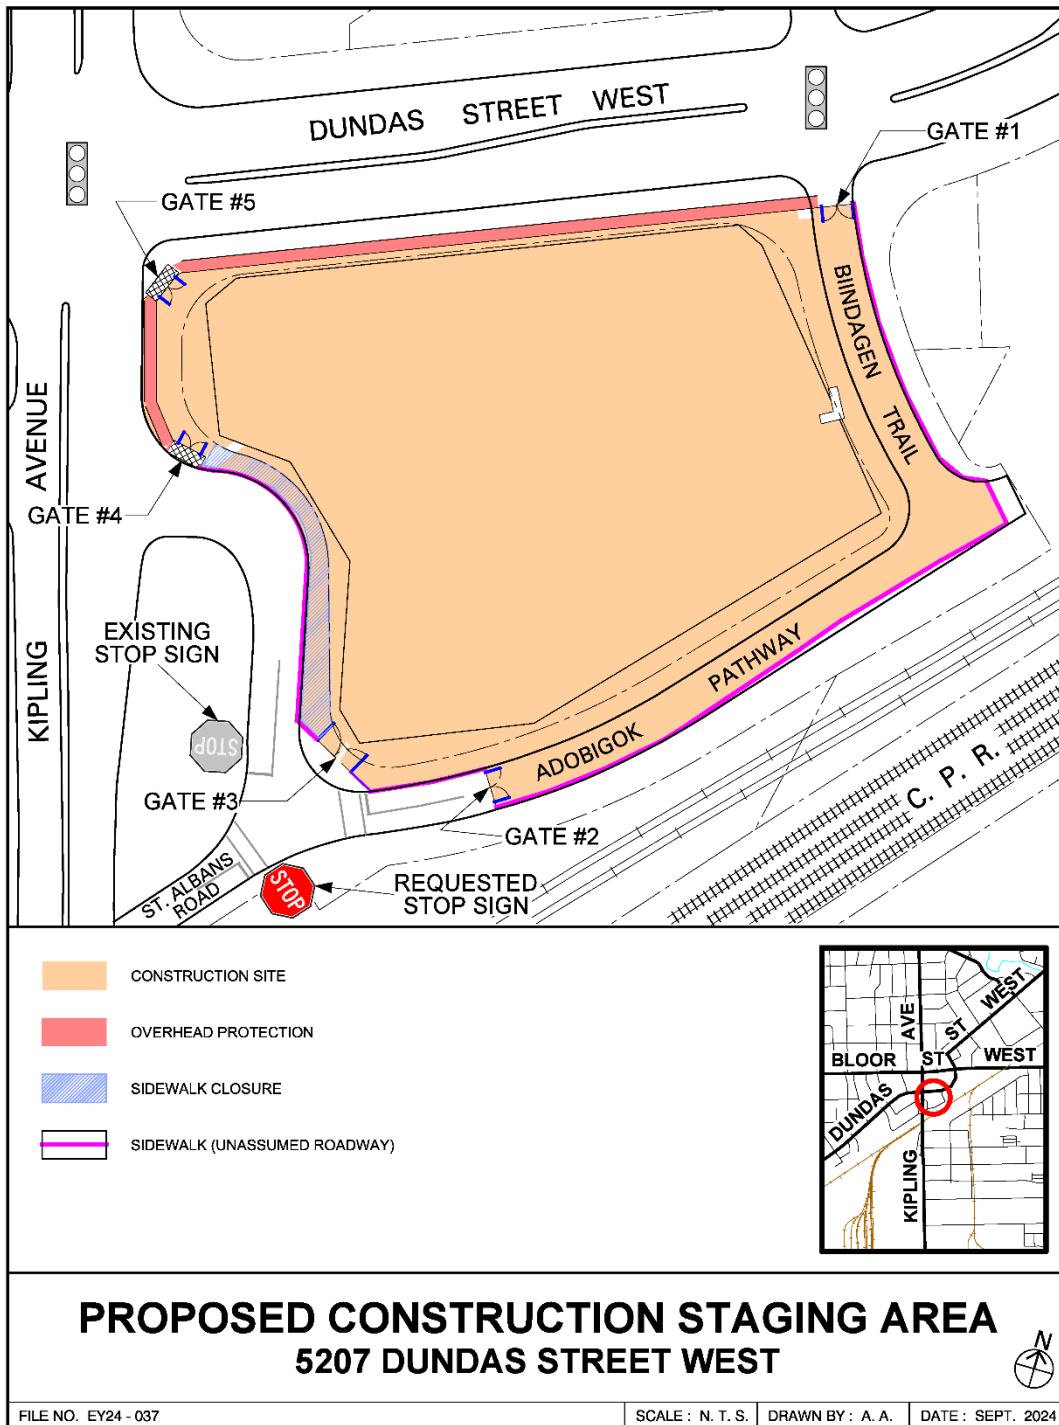 DUNDAS STREET WEST
GATE #1
GATE #5
BIINDAGEN TRAIL
KIPLING AVENUE
GATE #4
EXISTING
STOP SIGN
STOP
PATHWAY
ADOBIGOK
GATE #3
GATE #2
C. P. R.
ST. ALBANS
ROAD
STOP
REQUESTED
STOP SIGN
CONSTRUCTION SITE
OVERHEAD PROTECTION
SIDEWALK CLOSURE
SIDEWALK (UNASSUMED ROADWAY)
AVE
ST WEST
BLOOR ST WEST
DUNDAS
KIPLING
PROPOSED CONSTRUCTION STAGING AREA
5207 DUNDAS STREET WEST
N
FILE NO. EY24 - 037
SCALE : N. T. S.
DRAWN BY : A. A.
DATE : SEPT. 2024